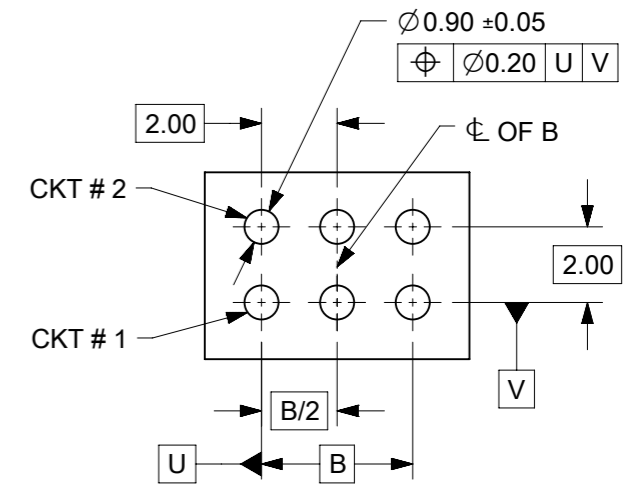 ∅0.90 ±0.05
⌖ ∅0.20 U V
2.00
℄ OF B
CKT # 2
2.00
CKT # 1
V
B/2
U
B